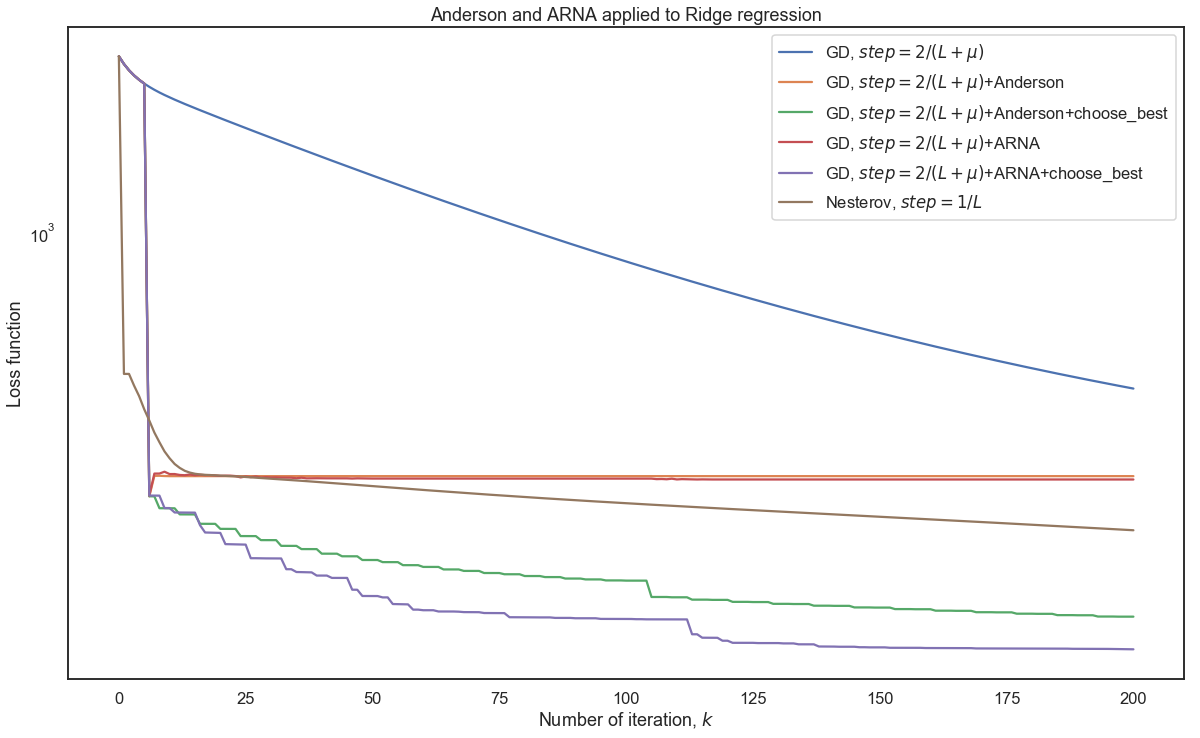 Anderson and ARNA applied to Ridge regression
GD, step = 2/(L + μ)
GD, step = 2/(L + μ)+Anderson
GD, step = 2/(L + μ)+Anderson+choose_best
GD, step = 2/(L + μ)+ARNA
GD, step = 2/(L + μ)+ARNA+choose_best
Nesterov, step = 1/L
10³
Loss function
0 25 50 75 100 125 150 175 200
Number of iteration, k